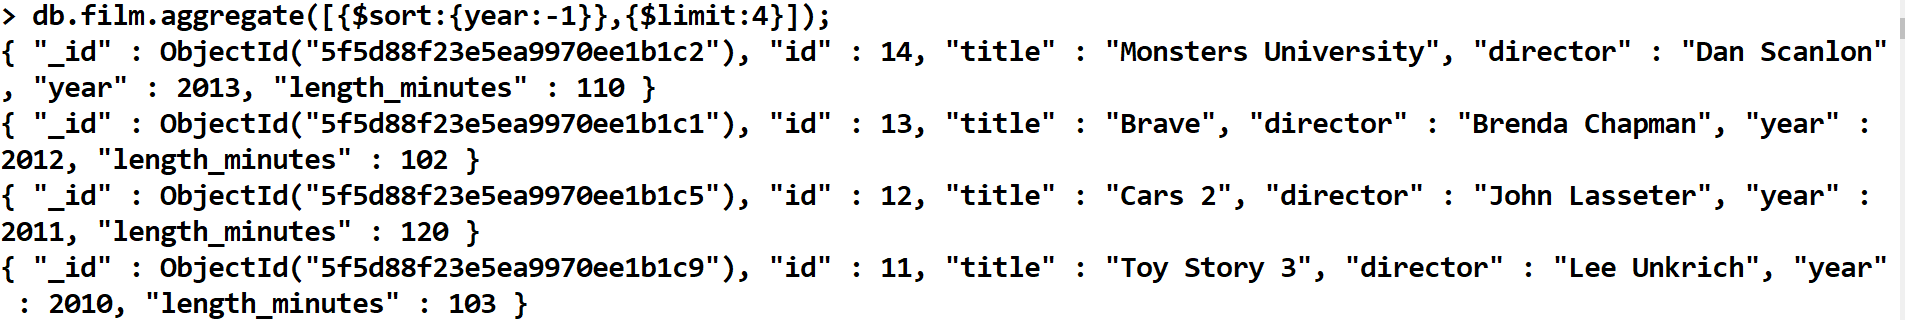 > db.film.aggregate([{$sort:{year:-1}},{$limit:4}]);
{ "_id" : ObjectId("5f5d88f23e5ea9970ee1b1c2"), "id" : 14, "title" : "Monsters University", "director" : "Dan Scanlon"
, "year" : 2013, "length_minutes" : 110 }
{ "_id" : ObjectId("5f5d88f23e5ea9970ee1b1c1"), "id" : 13, "title" : "Brave", "director" : "Brenda Chapman", "year" :
2012, "length_minutes" : 102 }
{ "_id" : ObjectId("5f5d88f23e5ea9970ee1b1c5"), "id" : 12, "title" : "Cars 2", "director" : "John Lasseter", "year" :
2011, "length_minutes" : 120 }
{ "_id" : ObjectId("5f5d88f23e5ea9970ee1b1c9"), "id" : 11, "title" : "Toy Story 3", "director" : "Lee Unkrich", "year"
 : 2010, "length_minutes" : 103 }